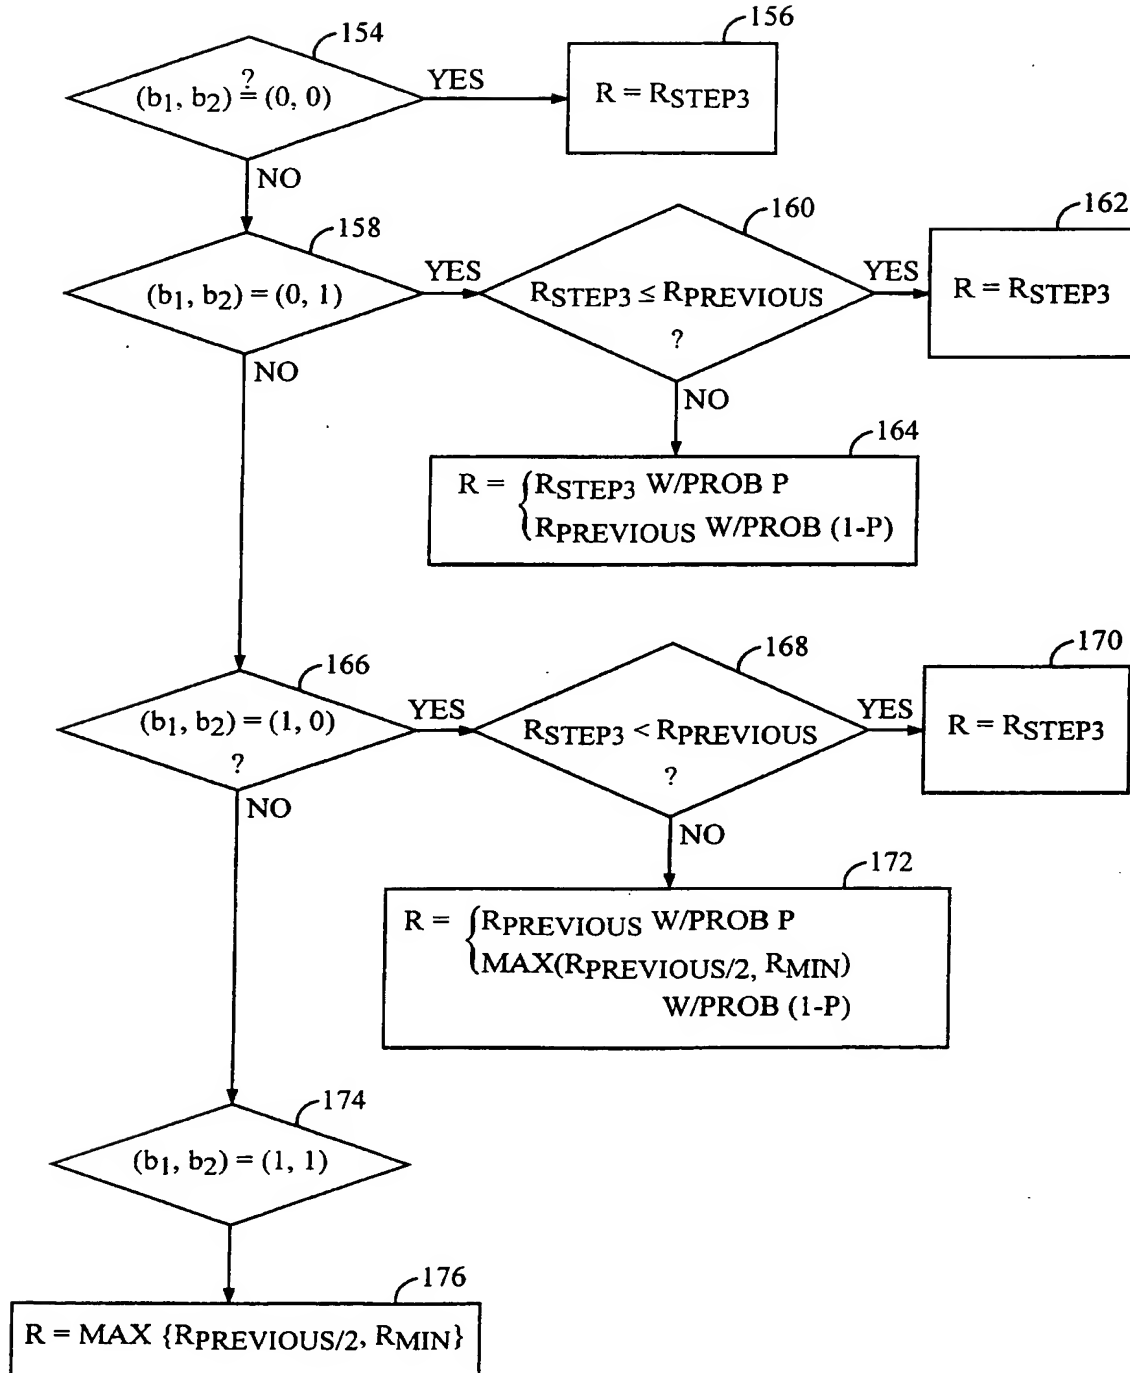 154
?
(b1, b2) = (0, 0)
YES
156
R = RSTEP3
NO
158
(b1, b2) = (0, 1)
YES
160
RSTEP3 ≤ RPREVIOUS
?
YES
162
R = RSTEP3
NO
NO
164
R = { RSTEP3 W/PROB P
RPREVIOUS W/PROB (1-P)
166
(b1, b2) = (1, 0)
?
YES
168
RSTEP3 < RPREVIOUS
?
YES
170
R = RSTEP3
NO
NO
172
R = { RPREVIOUS W/PROB P
MAX(RPREVIOUS/2, RMIN)
W/PROB (1-P)
174
(b1, b2) = (1, 1)
176
R = MAX {RPREVIOUS/2, RMIN}